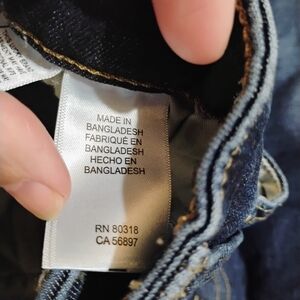 MADE IN
BANGLADESH
FABRIQUÉ EN
BANGLADESH
HECHO EN
BANGLADESH
RN 80318
CA 56897